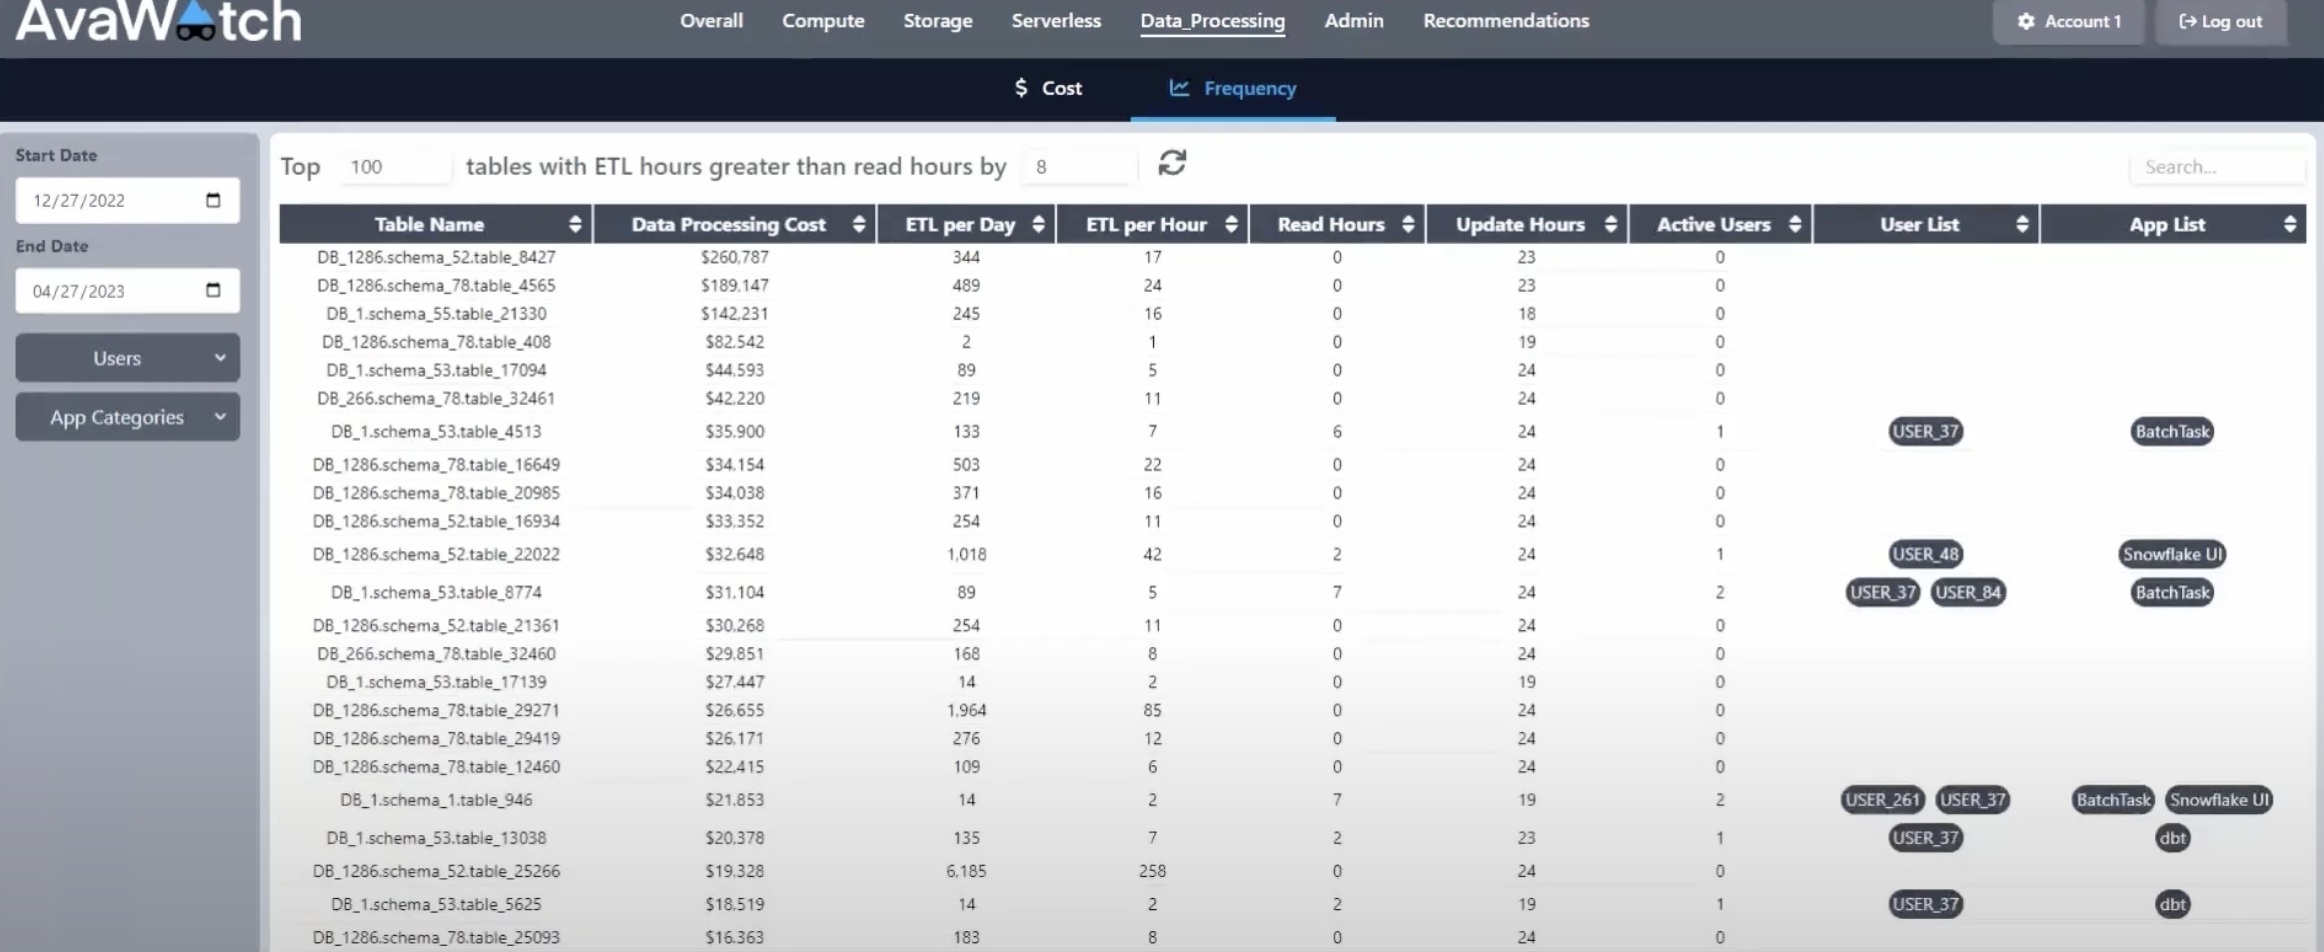 AvaWatch Overall Compute Storage Serverless Data_Processing Admin Recommendations Account 1 Log out
$ Cost Frequency
Start Date
12/27/2022
End Date
04/27/2023
Users
App Categories
Top 100 tables with ETL hours greater than read hours by 8 Search...
Table Name Data Processing Cost ETL per Day ETL per Hour Read Hours Update Hours Active Users User List App List
DB_1286.schema_52.table_8427 $260,787 344 17 0 23 0
DB_1286.schema_78.table_4565 $189,147 489 24 0 23 0
DB_1.schema_55.table_21330 $142,231 245 16 0 18 0
DB_1286.schema_78.table_408 $82,542 2 1 0 19 0
DB_1.schema_53.table_17094 $44,593 89 5 0 24 0
DB_266.schema_78.table_32461 $42,220 219 11 0 24 0
DB_1.schema_53.table_4513 $35,900 133 7 6 24 1 USER_37 BatchTask
DB_1286.schema_78.table_16649 $34,154 503 22 0 24 0
DB_1286.schema_78.table_20985 $34,038 371 16 0 24 0
DB_1286.schema_52.table_16934 $33,352 254 11 0 24 0
DB_1286.schema_52.table_22022 $32,648 1,018 42 2 24 1 USER_48 Snowflake UI
DB_1.schema_53.table_8774 $31,104 89 5 7 24 2 USER_37 USER_84 BatchTask
DB_1286.schema_52.table_21361 $30,268 254 11 0 24 0
DB_266.schema_78.table_32460 $29,851 168 8 0 24 0
DB_1.schema_53.table_17139 $27,447 14 2 0 19 0
DB_1286.schema_78.table_29271 $26,655 1,964 85 0 24 0
DB_1286.schema_78.table_29419 $26,171 276 12 0 24 0
DB_1286.schema_78.table_12460 $22,415 109 6 0 24 0
DB_1.schema_1.table_946 $21,853 14 2 7 19 2 USER_261 USER_37 BatchTask Snowflake UI
DB_1.schema_53.table_13038 $20,378 135 7 2 23 1 USER_37 dbt
DB_1286.schema_52.table_25266 $19,328 6,185 258 0 24 0
DB_1.schema_53.table_5625 $18,519 14 2 2 19 1 USER_37 dbt
DB_1286.schema_78.table_25093 $16,363 183 8 0 24 0